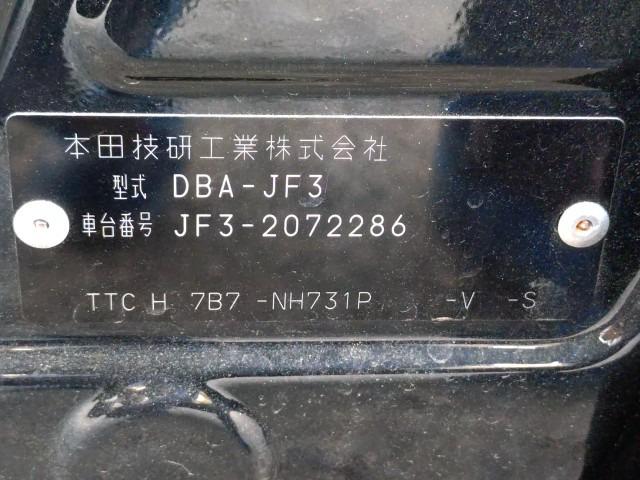 本田技研工業株式会社
型式 DBA-JF3
車台番号 JF3-2072286
TTC H 7B7 -NH731P -V -S